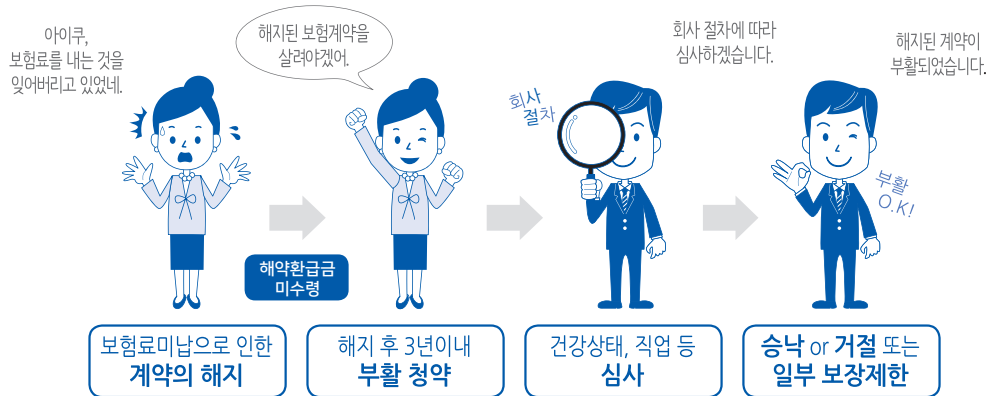 아이쿠,
보험료를 내는 것을
잊어버리고 있었네.
해지된 보험계약을
살려야겠어.
회사 절차에 따라
심사하겠습니다.
해지된 계약이
부활되었습니다.
회사
절차
부활
O.K!
해약환급금
미수령
보험료미납으로 인한
계약의 해지
해지 후 3년이내
부활 청약
건강상태, 직업 등
심사
승낙 or 거절 또는
일부 보장제한